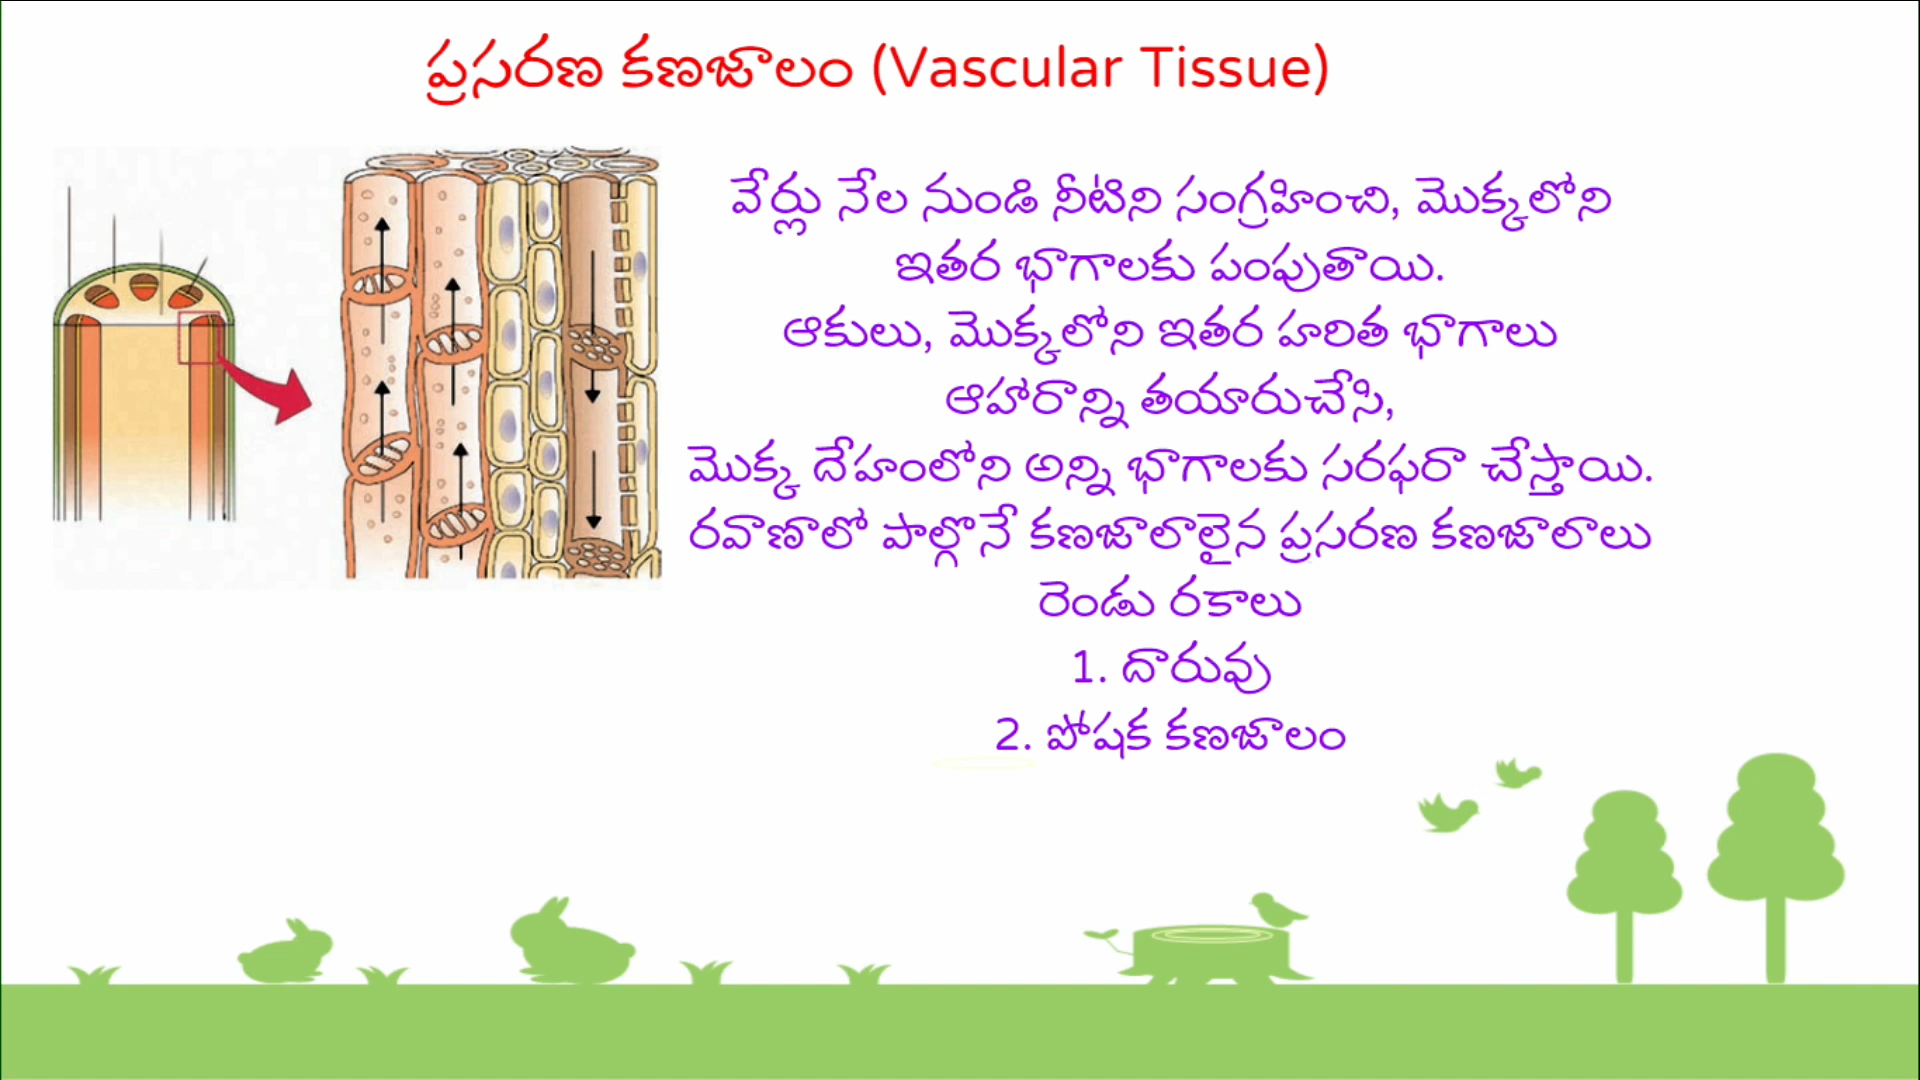 ప్రసరణ కణజాలం (Vascular Tissue)
వేర్లు నేల నుండి నీటిని సంగ్రహించి, మొక్కలోని
ఇతర భాగాలకు పంపుతాయి.
ఆకులు, మొక్కలోని ఇతర హరిత భాగాలు
ఆహారాన్ని తయారుచేసి,
మొక్క దేహంలోని అన్ని భాగాలకు సరఫరా చేస్తాయి.
రవాణాలో పాల్గొనే కణజాలాలైన ప్రసరణ కణజాలాలు
రెండు రకాలు
1. దారువు
2. పోషక కణజాలం